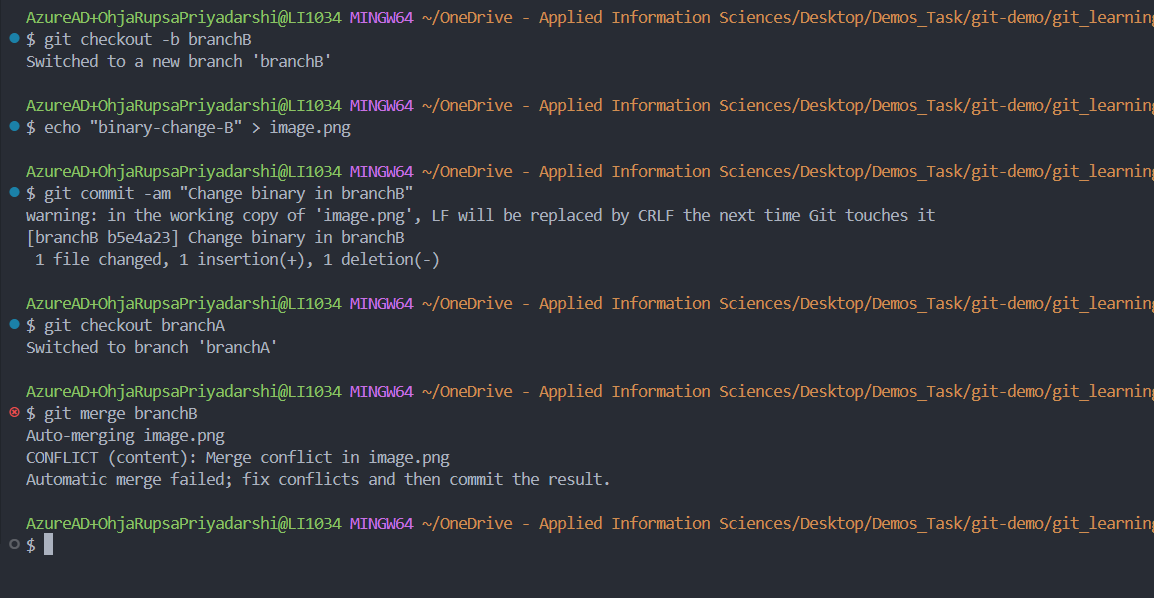 AzureAD+OhjaRupsaPriyadarshi@LI1034 MINGW64 ~/OneDrive - Applied Information Sciences/Desktop/Demos_Task/git-demo/git_learning
$ git checkout -b branchB
Switched to a new branch 'branchB'
AzureAD+OhjaRupsaPriyadarshi@LI1034 MINGW64 ~/OneDrive - Applied Information Sciences/Desktop/Demos_Task/git-demo/git_learning
$ echo "binary-change-B" > image.png
AzureAD+OhjaRupsaPriyadarshi@LI1034 MINGW64 ~/OneDrive - Applied Information Sciences/Desktop/Demos_Task/git-demo/git_learning
$ git commit -am "Change binary in branchB"
warning: in the working copy of 'image.png', LF will be replaced by CRLF the next time Git touches it
[branchB b5e4a23] Change binary in branchB
1 file changed, 1 insertion(+), 1 deletion(-)
AzureAD+OhjaRupsaPriyadarshi@LI1034 MINGW64 ~/OneDrive - Applied Information Sciences/Desktop/Demos_Task/git-demo/git_learning
$ git checkout branchA
Switched to branch 'branchA'
AzureAD+OhjaRupsaPriyadarshi@LI1034 MINGW64 ~/OneDrive - Applied Information Sciences/Desktop/Demos_Task/git-demo/git_learning
$ git merge branchB
Auto-merging image.png
CONFLICT (content): Merge conflict in image.png
Automatic merge failed; fix conflicts and then commit the result.
AzureAD+OhjaRupsaPriyadarshi@LI1034 MINGW64 ~/OneDrive - Applied Information Sciences/Desktop/Demos_Task/git-demo/git_learning
$